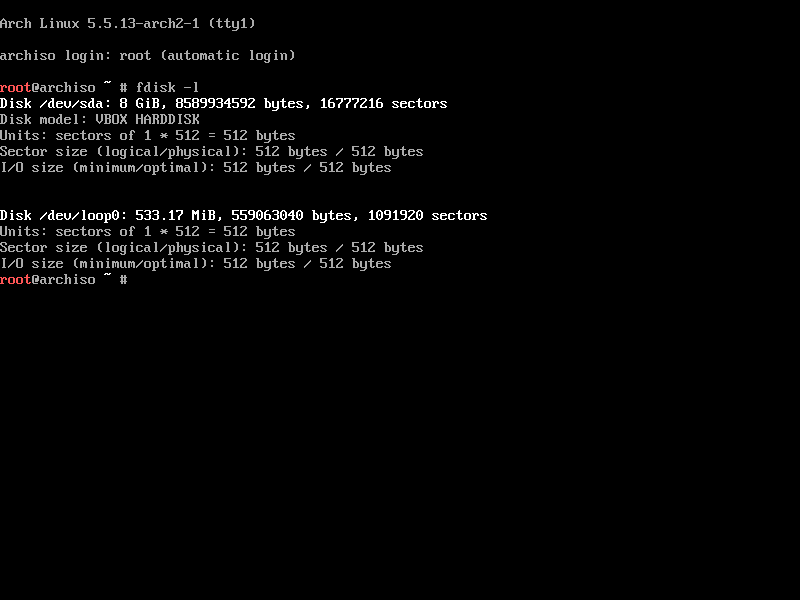 Arch Linux 5.5.13-arch2-1 (tty1)
archiso login: root (automatic login)
root@archiso ~ # fdisk -l
Disk /dev/sda: 8 GiB, 8589934592 bytes, 16777216 sectors
Disk model: VBOX HARDDISK
Units: sectors of 1 * 512 = 512 bytes
Sector size (logical/physical): 512 bytes / 512 bytes
I/O size (minimum/optimal): 512 bytes / 512 bytes
Disk /dev/loop0: 533.17 MiB, 559063040 bytes, 1091920 sectors
Units: sectors of 1 * 512 = 512 bytes
Sector size (logical/physical): 512 bytes / 512 bytes
I/O size (minimum/optimal): 512 bytes / 512 bytes
root@archiso ~ #